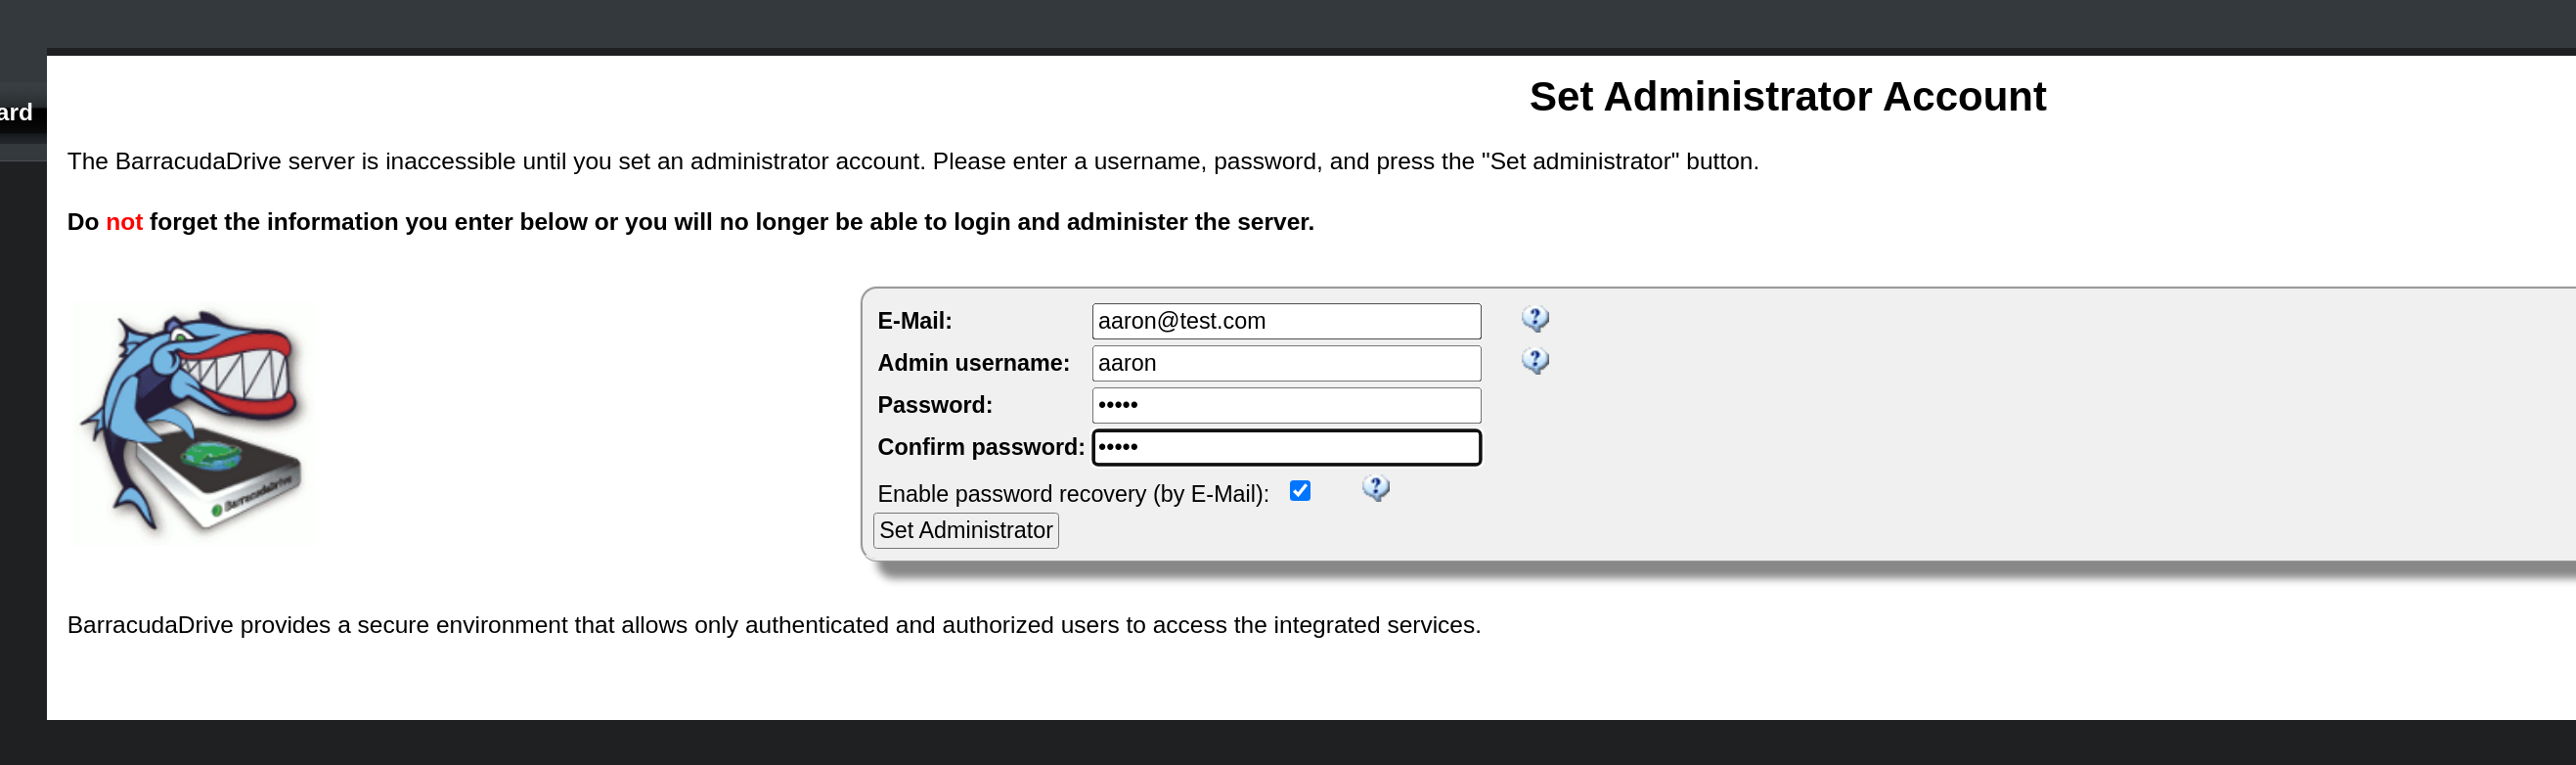 ard
Set Administrator Account
The BarracudaDrive server is inaccessible until you set an administrator account. Please enter a username, password, and press the "Set administrator" button.
Do not forget the information you enter below or you will no longer be able to login and administer the server.
E-Mail: aaron@test.com ?
Admin username: aaron ?
Password: •••••
Confirm password: •••••
Enable password recovery (by E-Mail): ?
Set Administrator
BarracudaDrive
BarracudaDrive provides a secure environment that allows only authenticated and authorized users to access the integrated services.